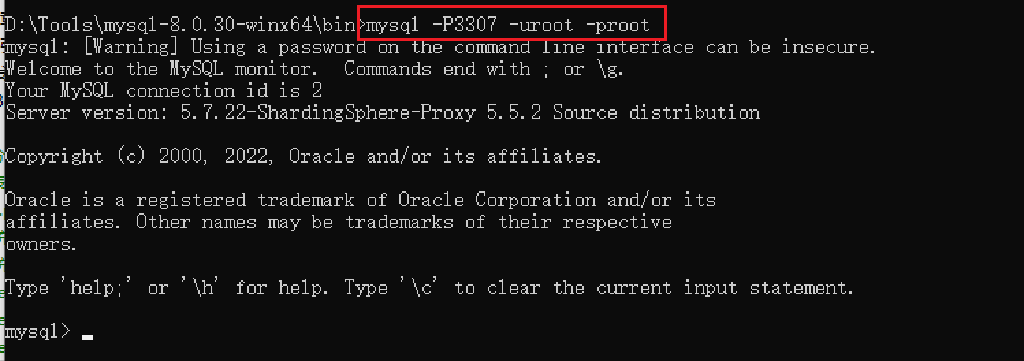 D:\Tools\mysql-8.0.30-winx64\bin>mysql -P3307 -uroot -proot
mysql: [Warning] Using a password on the command line interface can be insecure.
Welcome to the MySQL monitor.  Commands end with ; or \g.
Your MySQL connection id is 2
Server version: 5.7.22-ShardingSphere-Proxy 5.5.2 Source distribution
Copyright (c) 2000, 2022, Oracle and/or its affiliates.
Oracle is a registered trademark of Oracle Corporation and/or its
affiliates. Other names may be trademarks of their respective
owners.
Type 'help;' or '\h' for help. Type '\c' to clear the current input statement.
mysql>